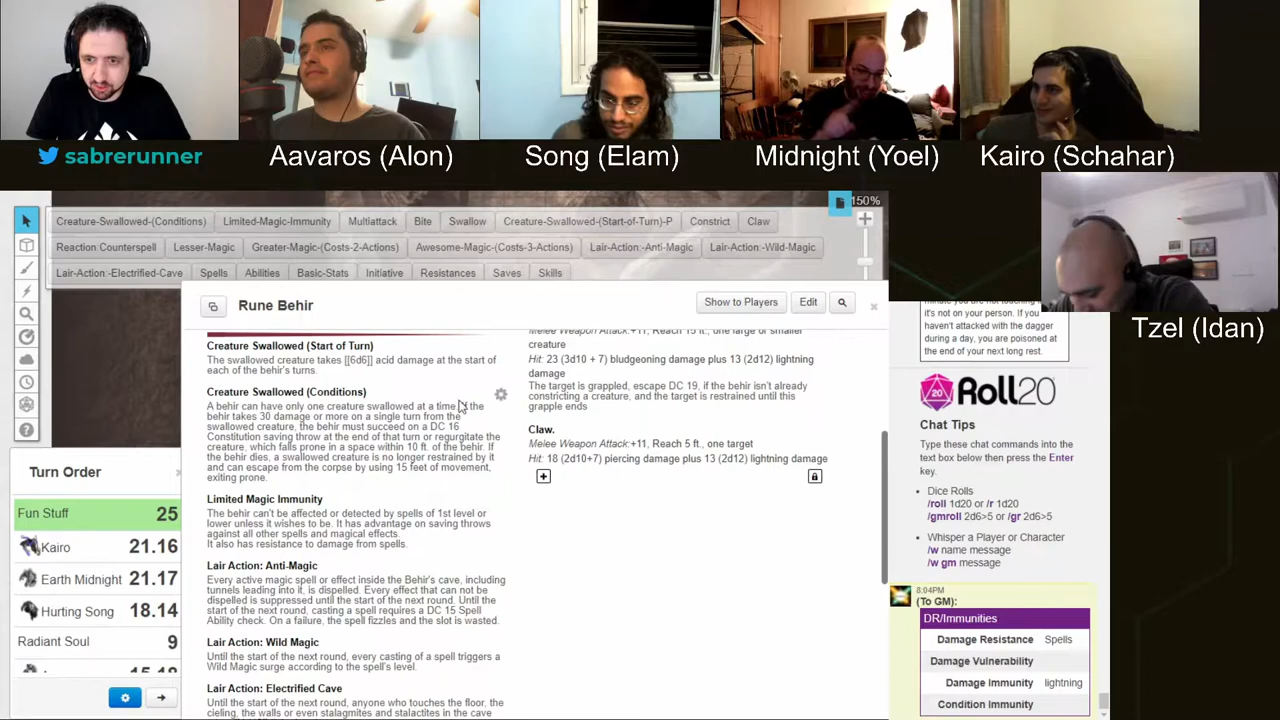 sabrerunner
Aavaros (Alon)
Song (Elam)
Midnight (Yoel)
Kairo (Schahar)
Tzel (Idan)
150%
Creature-Swallowed-(Conditions)
Limited-Magic-Immunity
Multiattack
Bite
Swallow
Creature-Swallowed-(Start-of-Turn)-P
Constrict
Claw
Reaction:Counterspell
Lesser-Magic
Greater-Magic-(Costs-2-Actions)
Awesome-Magic-(Costs-3-Actions)
Lair-Action:-Anti-Magic
Lair-Action:-Wild-Magic
Lair-Action:-Electrified-Cave
Spells
Abilities
Basic-Stats
Initiative
Resistances
Saves
Skills
Rune Behir
Show to Players
Edit
Creature Swallowed (Start of Turn)
The swallowed creature takes [[6d6]] acid damage at the start of
each of the behir's turns.
Creature Swallowed (Conditions)
A behir can have only one creature swallowed at a time. If the
behir takes 30 damage or more on a single turn from the
swallowed creature, the behir must succeed on a DC 16
Constitution saving throw at the end of that turn or regurgitate the
creature, which falls prone in a space within 10 ft. of the behir. If
the behir dies, a swallowed creature is no longer restrained by it
and can escape from the corpse by using 15 feet of movement,
exiting prone.
Limited Magic Immunity
The behir can't be affected or detected by spells of 1st level or
lower unless it wishes to be. It has advantage on saving throws
against all other spells and magical effects.
It also has resistance to damage from spells.
Lair Action: Anti-Magic
Every active magic spell or effect inside the Behir's cave, including
tunnels leading into it, is dispelled. Every effect that can not be
dispelled is suppressed until the start of the next round. Until the
start of the next round, casting a spell requires a DC 15 Spell
Ability check. On a failure, the spell fizzles and the slot is wasted.
Lair Action: Wild Magic
Until the start of the next round, every casting of a spell triggers a
Wild Magic surge according to the spell's level.
Lair Action: Electrified Cave
Until the start of the next round, anyone who touches the floor, the
cieling, the walls or even stalagmites and stalactites in the cave
Melee Weapon Attack:+11, Reach 15 ft., one large or smaller
creature
Hit: 23 (3d10 + 7) bludgeoning damage plus 13 (2d12) lightning
damage
The target is grappled, escape DC 19, if the behir isn't already
constricting a creature, and the target is restrained until this
grapple ends
Claw.
Melee Weapon Attack:+11, Reach 5 ft., one target
Hit: 18 (2d10+7) piercing damage plus 13 (2d12) lightning damage
Turn Order
Fun Stuff 25
Kairo 21.16
Earth Midnight 21.17
Hurting Song 18.14
Radiant Soul 9
minute you are not touching it
it's not on your person. If you
haven't attacked with the dagger
during a day, you are poisoned at
the end of your next long rest.
20
Roll20
Chat Tips
Type these chat commands into the
text box below then press the Enter
key.
• Dice Rolls
/roll 1d20 or /r 1d20
/gmroll 2d6>5 or /gr 2d6>5
• Whisper a Player or Character
/w name message
/w gm message
8:04PM
(To GM):
DR/Immunities
Damage Resistance Spells
Damage Vulnerability
Damage Immunity lightning
Condition Immunity